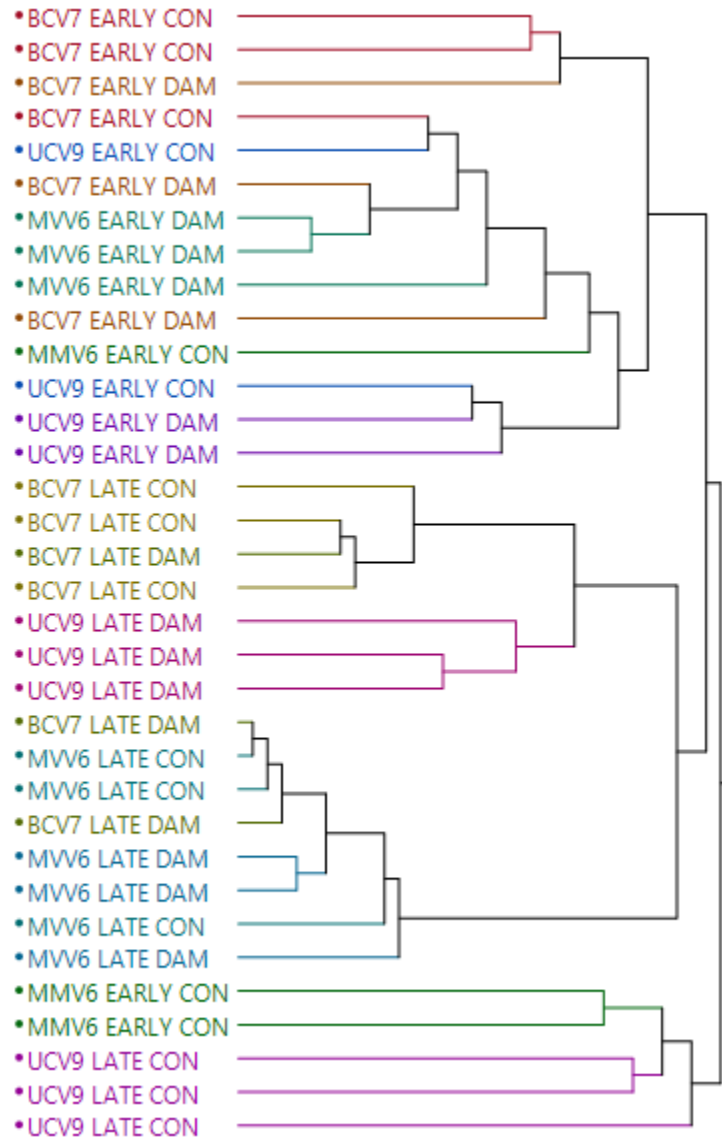 •BCV7 EARLY CON
•BCV7 EARLY CON
•BCV7 EARLY DAM
•BCV7 EARLY CON
•UCV9 EARLY CON
•BCV7 EARLY DAM
•MVV6 EARLY DAM
•MVV6 EARLY DAM
•MVV6 EARLY DAM
•BCV7 EARLY DAM
•MMV6 EARLY CON
•UCV9 EARLY CON
•UCV9 EARLY DAM
•UCV9 EARLY DAM
•BCV7 LATE CON
•BCV7 LATE CON
•BCV7 LATE DAM
•BCV7 LATE CON
•UCV9 LATE DAM
•UCV9 LATE DAM
•UCV9 LATE DAM
•BCV7 LATE DAM
•MVV6 LATE CON
•MVV6 LATE CON
•BCV7 LATE DAM
•MVV6 LATE DAM
•MVV6 LATE DAM
•MVV6 LATE CON
•MVV6 LATE DAM
•MMV6 EARLY CON
•MMV6 EARLY CON
•UCV9 LATE CON
•UCV9 LATE CON
•UCV9 LATE CON